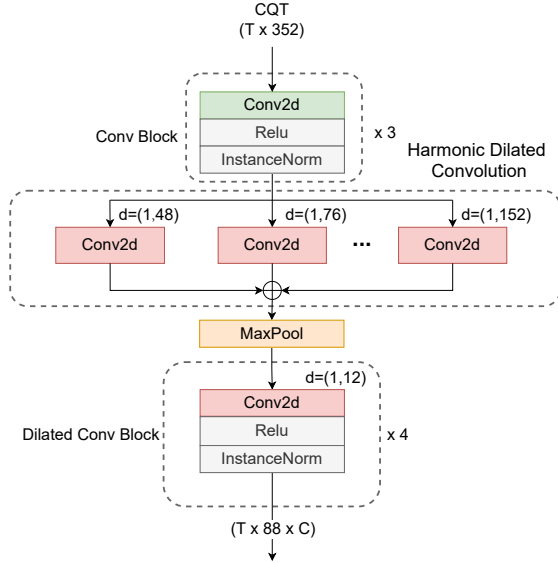 CQT
(T x 352)
Conv2d
Relu
InstanceNorm
Conv Block
x 3
Harmonic Dilated
Convolution
d=(1,48)
d=(1,76)
d=(1,152)
Conv2d
Conv2d
...
Conv2d
MaxPool
d=(1,12)
Conv2d
Relu
InstanceNorm
Dilated Conv Block
x 4
(T x 88 x C)